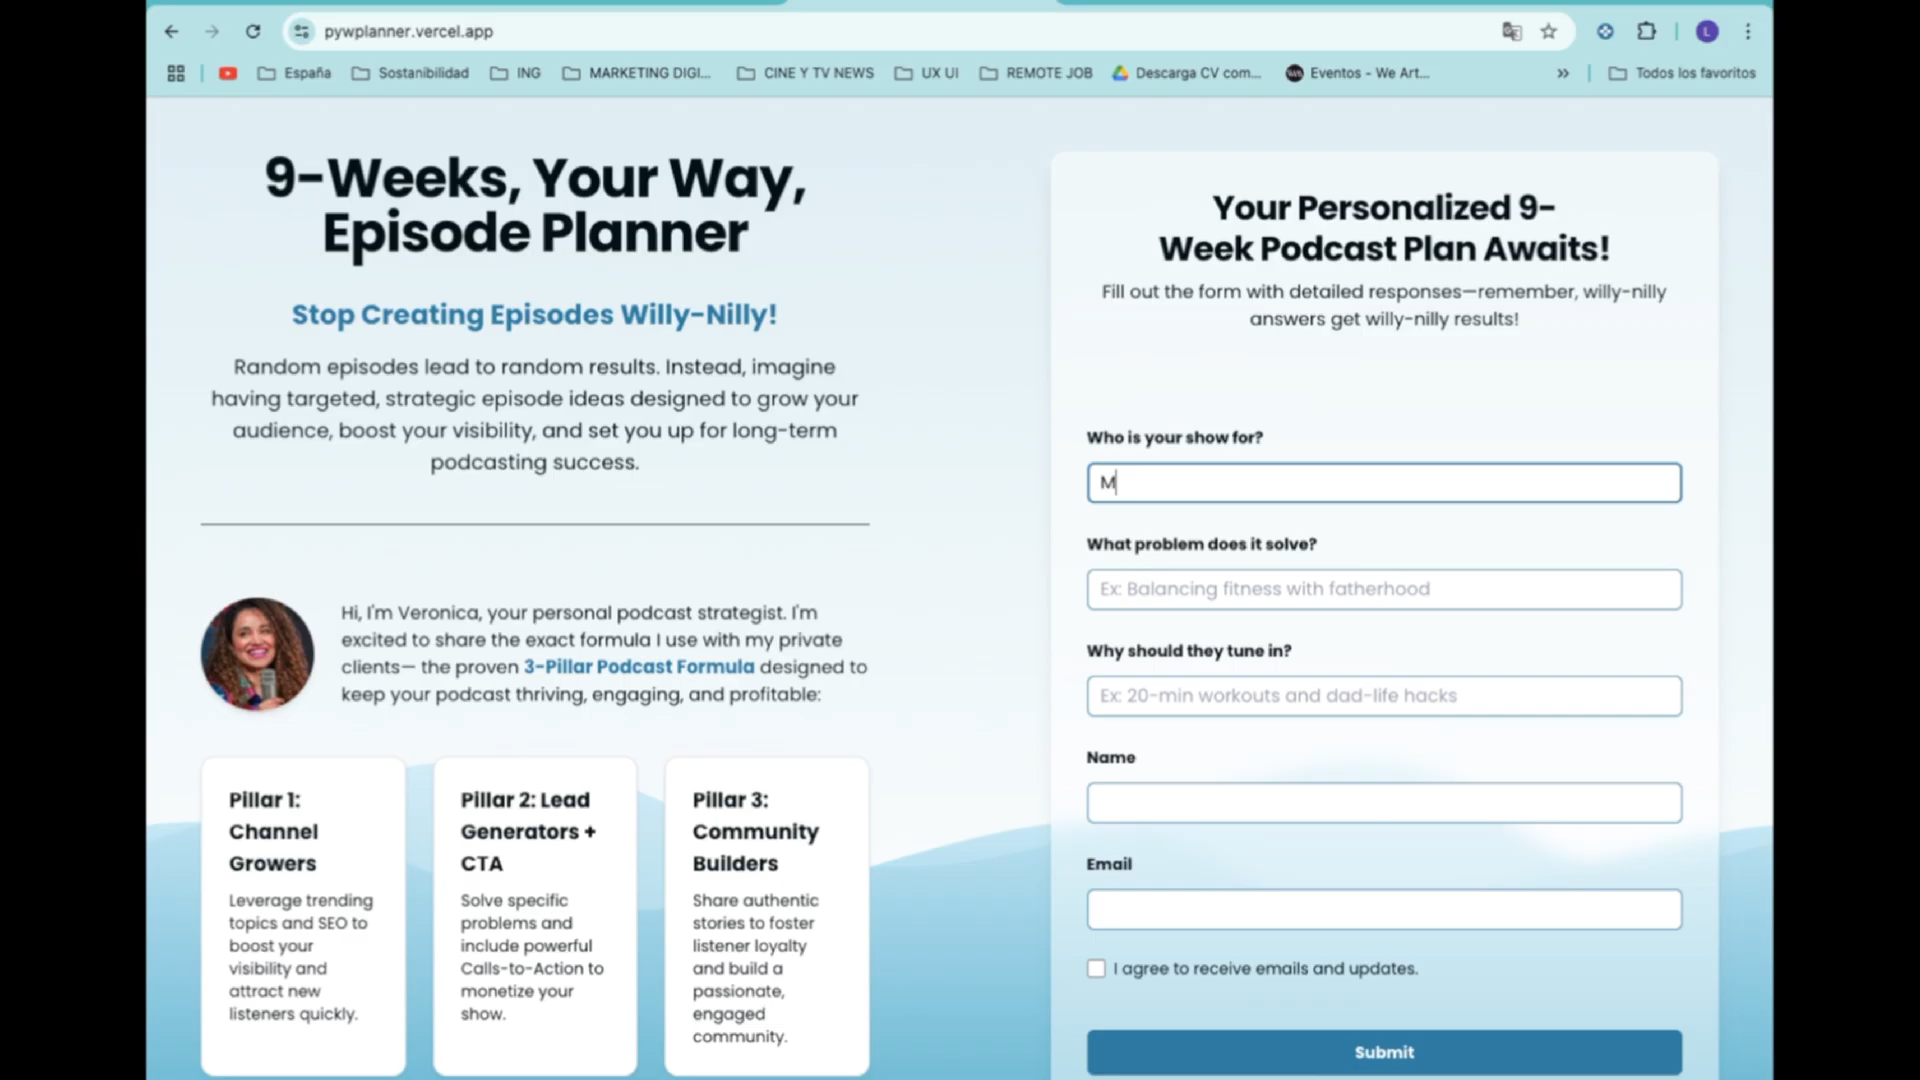 pywplanner.vercel.app
L
España
Sostanibilidad
ING
MARKETING DIGI...
CINE Y TV NEWS
UX UI
REMOTE JOB
Descarga CV com...
Eventos - We Art...
»
Todos los favoritos
9-Weeks, Your Way,
Episode Planner
Stop Creating Episodes Willy-Nilly!
Random episodes lead to random results. Instead, imagine
having targeted, strategic episode ideas designed to grow your
audience, boost your visibility, and set you up for long-term
podcasting success.
Hi, I'm Veronica, your personal podcast strategist. I'm
excited to share the exact formula I use with my private
clients— the proven 3-Pillar Podcast Formula designed to
keep your podcast thriving, engaging, and profitable:
Pillar 1:
Channel
Growers
Leverage trending
topics and SEO to
boost your
visibility and
attract new
listeners quickly.
Pillar 2: Lead
Generators +
CTA
Solve specific
problems and
include powerful
Calls-to-Action to
monetize your
show.
Pillar 3:
Community
Builders
Share authentic
stories to foster
listener loyalty
and build a
passionate,
engaged
community.
Your Personalized 9-
Week Podcast Plan Awaits!
Fill out the form with detailed responses—remember, willy-nilly
answers get willy-nilly results!
Who is your show for?
M
What problem does it solve?
Ex: Balancing fitness with fatherhood
Why should they tune in?
Ex: 20-min workouts and dad-life hacks
Name
Email
I agree to receive emails and updates.
Submit